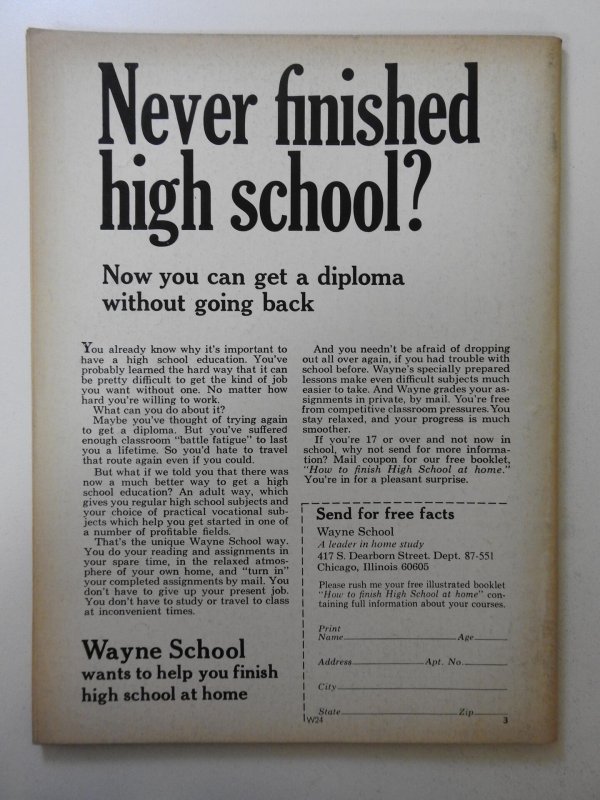 Never finished
high school?
Now you can get a diploma
without going back
You already know why it's important to
have a high school education. You've
probably learned the hard way that it can
be pretty difficult to get the kind of job
you want without one. No matter how
hard you're willing to work.
What can you do about it?
Maybe you've thought of trying again
to get a diploma. But you've suffered
enough classroom "battle fatigue" to last
you a lifetime. So you'd hate to travel
that route again even if you could.
But what if we told you that there was
now a much better way to get a high
school education? An adult way, which
gives you regular high school subjects and
your choice of practical vocational sub-
jects which help you get started in one of
a number of profitable fields.
That's the unique Wayne School way.
You do your reading and assignments in
your spare time, in the relaxed atmos-
phere of your own home, and "turn in"
your completed assignments by mail. You
don't have to give up your present job.
You don't have to study or travel to class
at inconvenient times.
Wayne School
wants to help you finish
high school at home
And you needn't be afraid of dropping
out all over again, if you had trouble with
school before. Wayne's specially prepared
lessons make even difficult subjects much
easier to take. And Wayne grades your as-
signments in private, by mail. You're free
from competitive classroom pressures. You
stay relaxed, and your progress is much
smoother.
If you're 17 or over and not now in
school, why not send for more informa-
tion? Mail coupon for our free booklet,
"How to finish High School at home."
You're in for a pleasant surprise.
Send for free facts
Wayne School
A leader in home study
417 S. Dearborn Street. Dept. 87-551
Chicago, Illinois 60605
Please rush me your free illustrated booklet
"How to finish High School at home" con-
taining full information about your courses.
Print
Name Age
Address Apt. No.
City
State Zip
W24 3